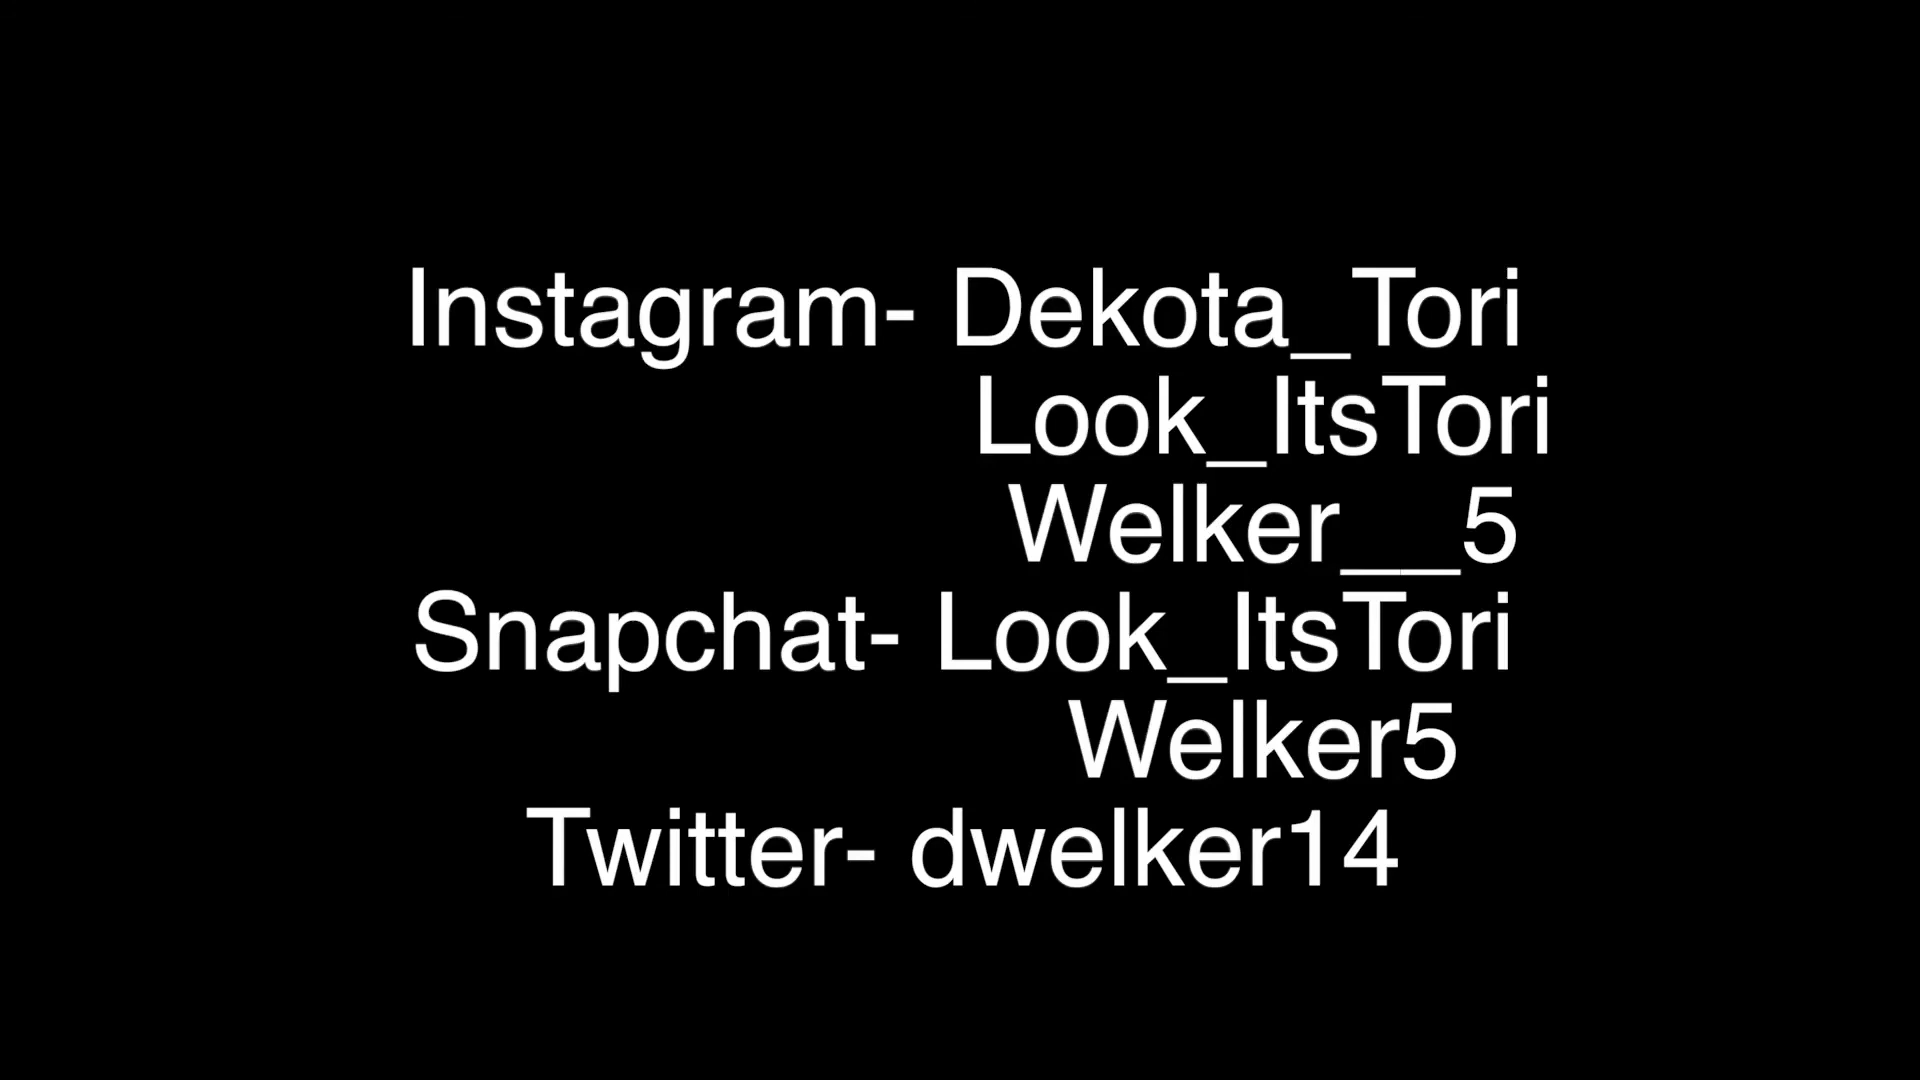 Instagram- Dekota_Tori
Look_ItsTori
Welker__5
Snapchat- Look_ItsTori
Welker5
Twitter- dwelker14